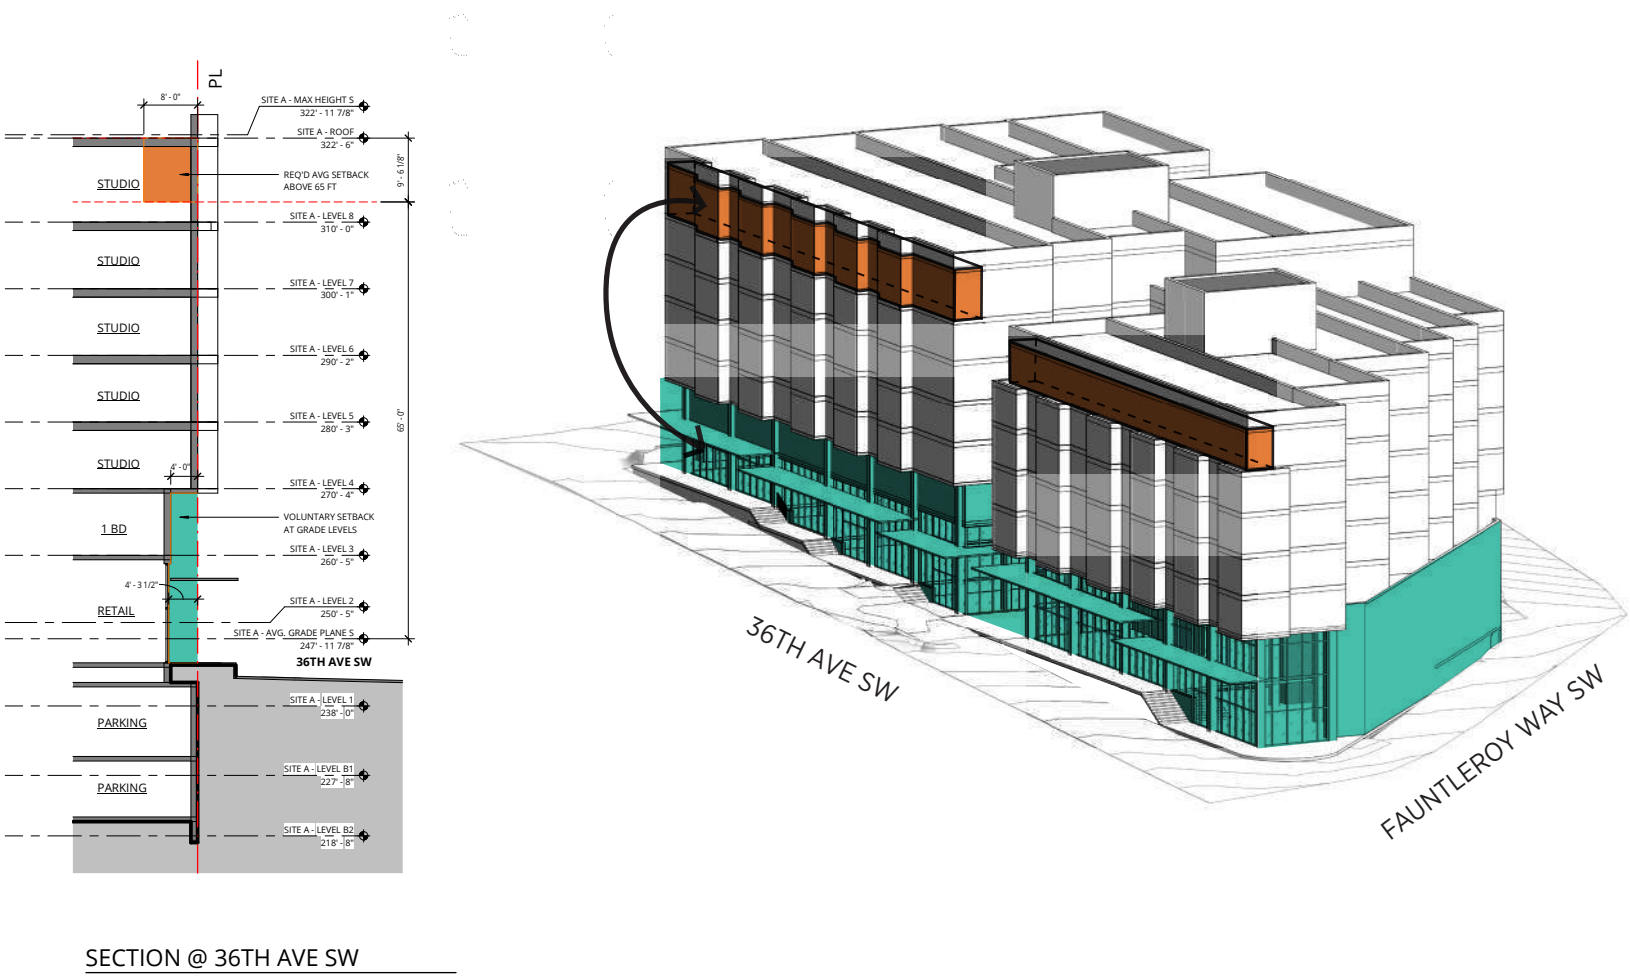 PL
8' - 0"
SITE A - MAX HEIGHT S
322' - 11 7/8"
SITE A - ROOF
322' - 6"
9' - 6 1/8"
STUDIO
REQ'D AVG SETBACK
ABOVE 65 FT
SITE A - LEVEL 8
310' - 0"
STUDIO
SITE A - LEVEL 7
300' - 1"
STUDIO
SITE A - LEVEL 6
290' - 2"
STUDIO
65' - 0"
SITE A - LEVEL 5
280' - 3"
STUDIO
4' - 0"
SITE A - LEVEL 4
270' - 4"
1 BD
VOLUNTARY SETBACK
AT GRADE LEVELS
SITE A - LEVEL 3
260' - 5"
4' - 3 1/2"
RETAIL
SITE A - LEVEL 2
250' - 5"
SITE A - AVG. GRADE PLANE S
247' - 11 7/8"
36TH AVE SW
SITE A - LEVEL 1
238' - 0"
PARKING
SITE A - LEVEL B1
227' - 8"
PARKING
SITE A - LEVEL B2
218' - 8"
36TH AVE SW
FAUNTLEROY WAY SW
SECTION @ 36TH AVE SW